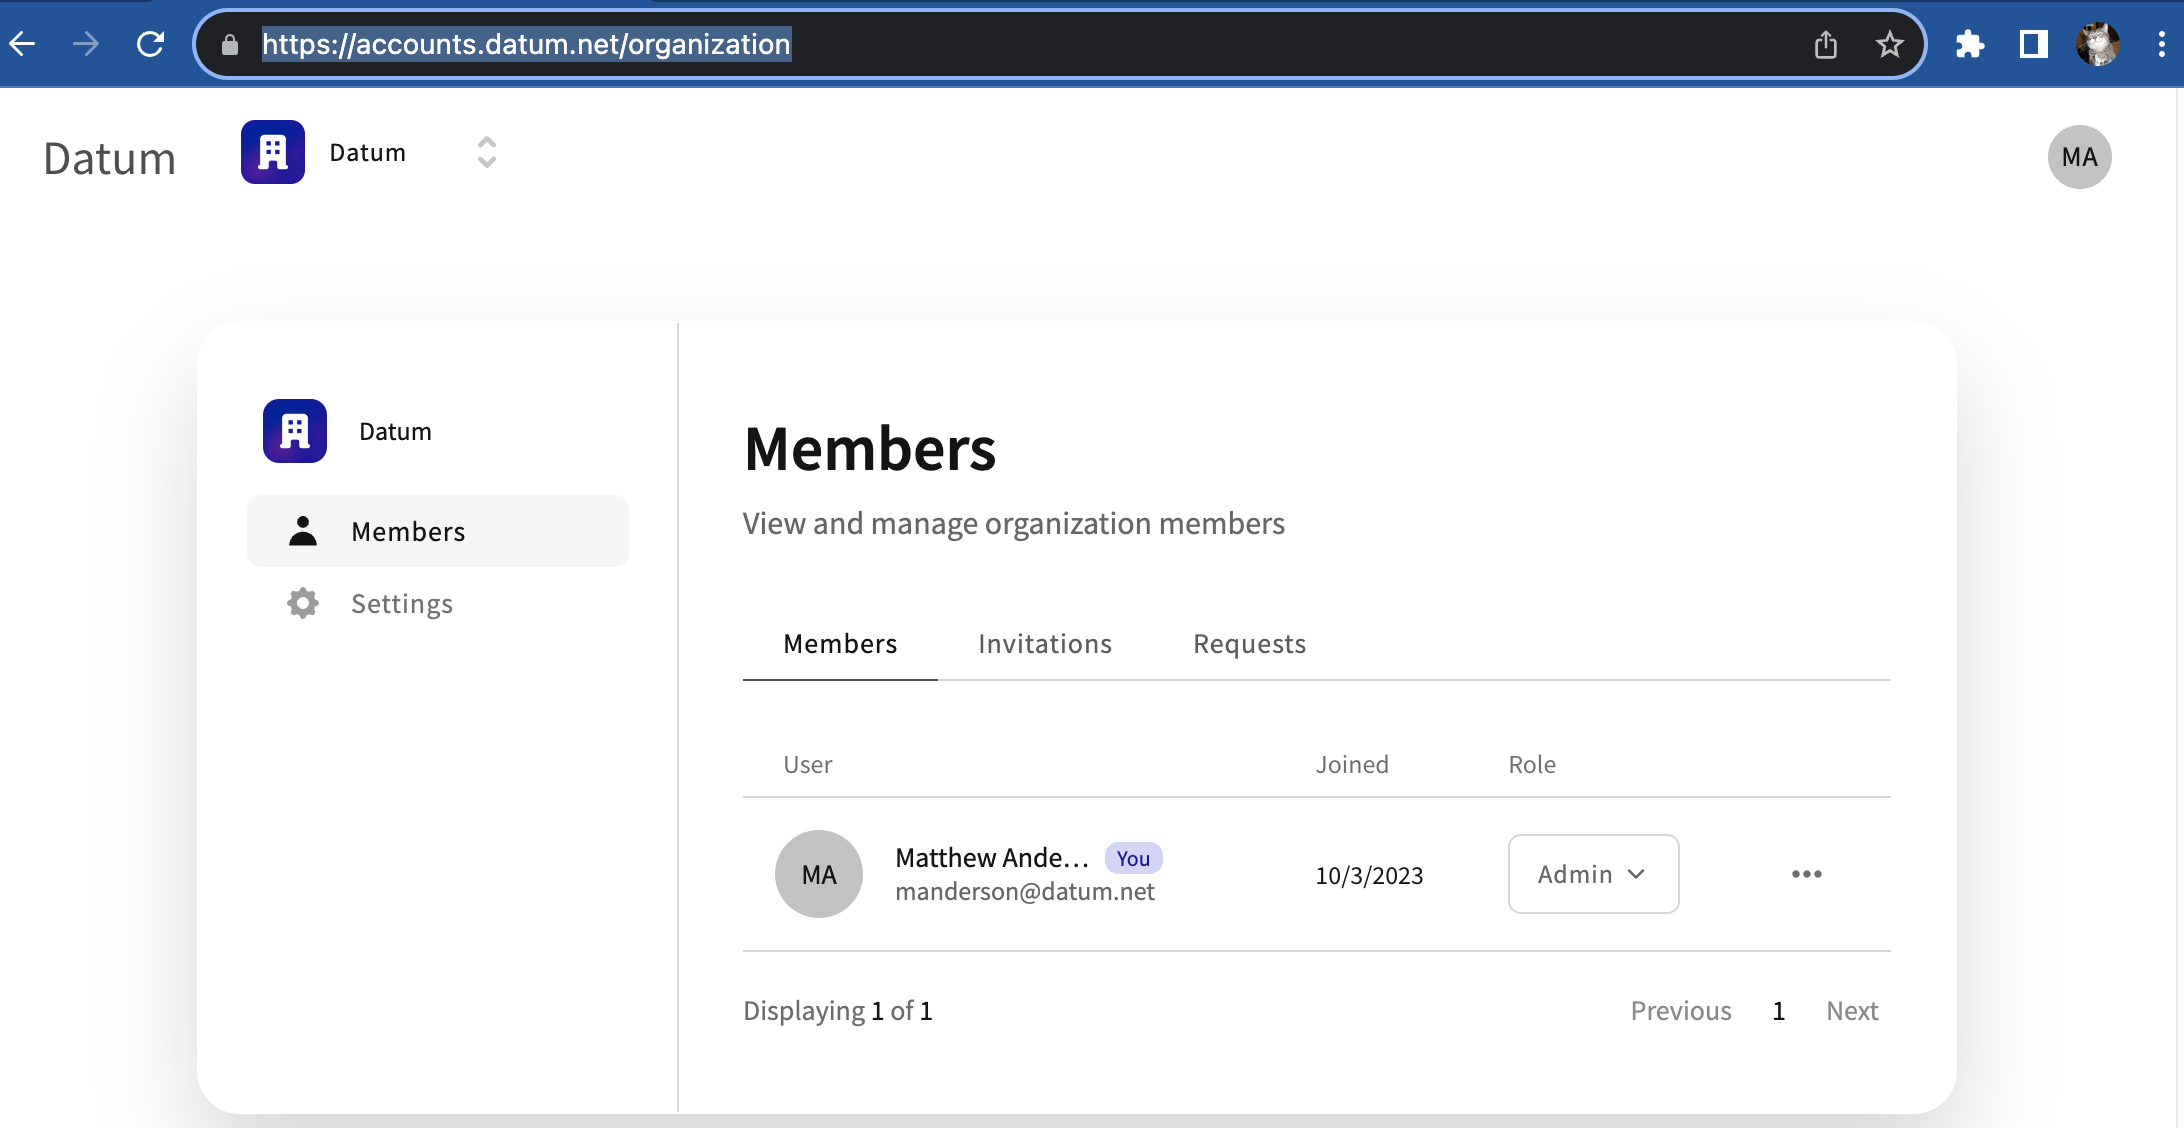 https://accounts.datum.net/organization
Datum
Datum
MA
Datum
Members
Settings
Members
View and manage organization members
Members Invitations Requests
User Joined Role
MA
Matthew Ande... You
manderson@datum.net
10/3/2023
Admin
Displaying 1 of 1
Previous 1 Next